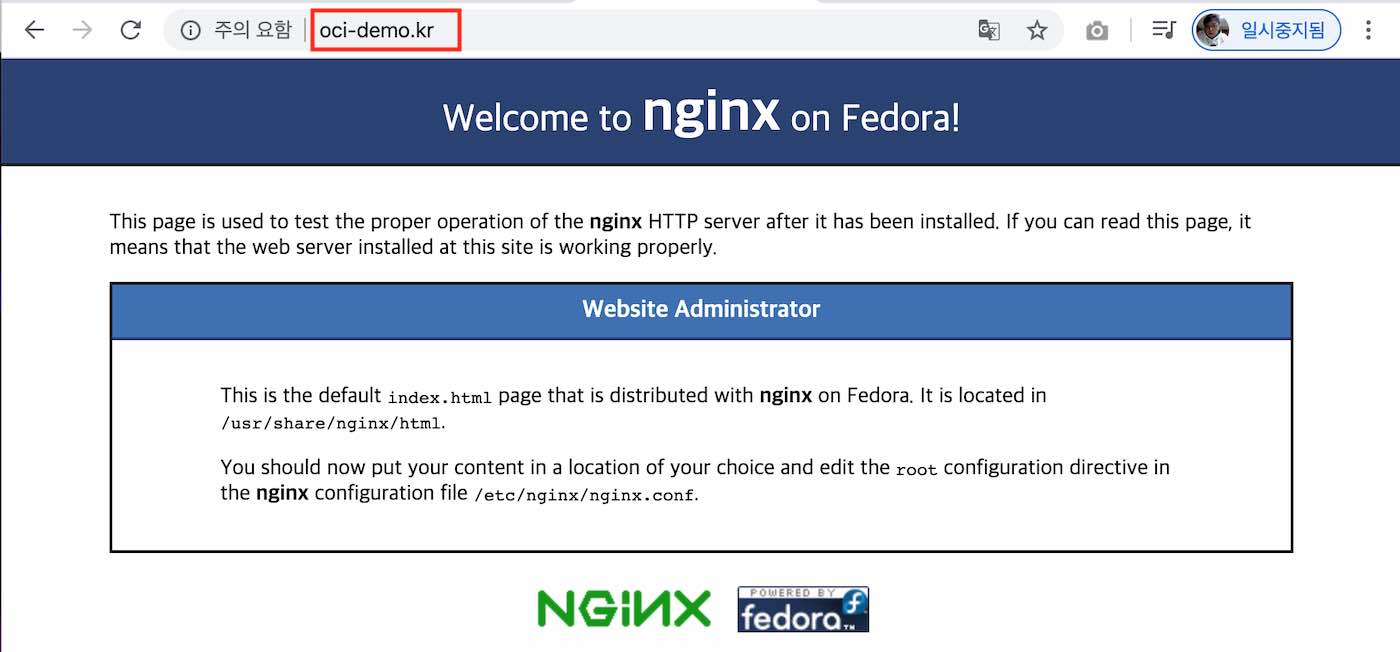 주의 요함 oci-demo.kr 일시중지됨
Welcome to nginx on Fedora!
This page is used to test the proper operation of the nginx HTTP server after it has been installed. If you can read this page, it
means that the web server installed at this site is working properly.
Website Administrator
This is the default index.html page that is distributed with nginx on Fedora. It is located in
/usr/share/nginx/html.
You should now put your content in a location of your choice and edit the root configuration directive in
the nginx configuration file /etc/nginx/nginx.conf.
NGINX POWERED BY
fedora™